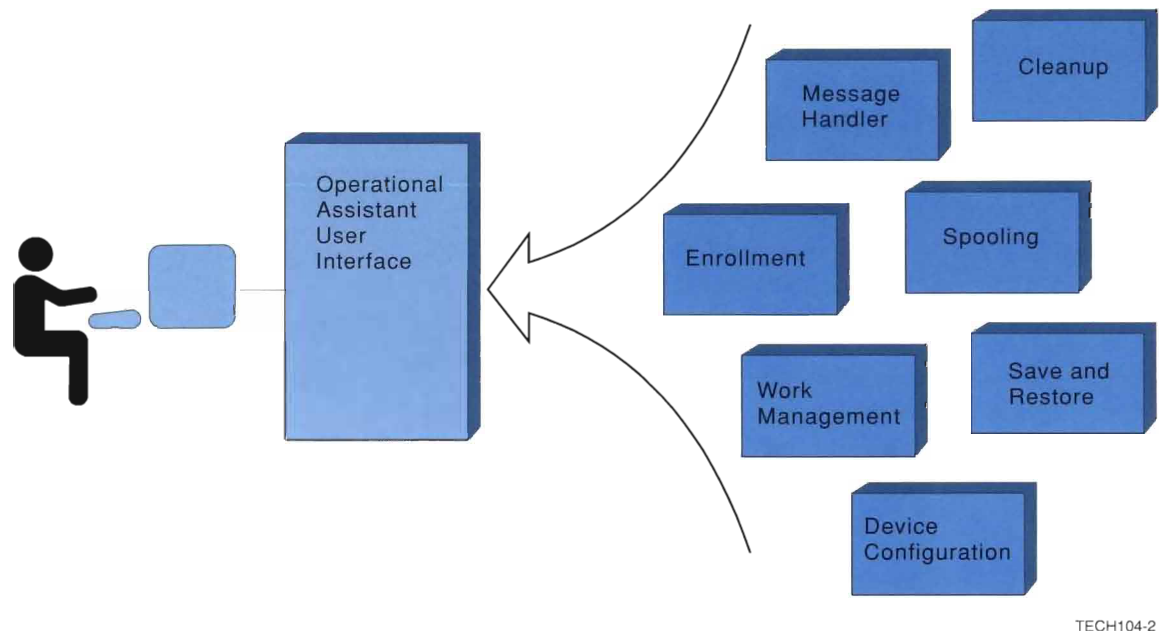 Operational
Assistant
User
Interface
Message
Handler
Cleanup
Enrollment
Spooling
Work
Management
Save and
Restore
Device
Configuration
TECH104-2